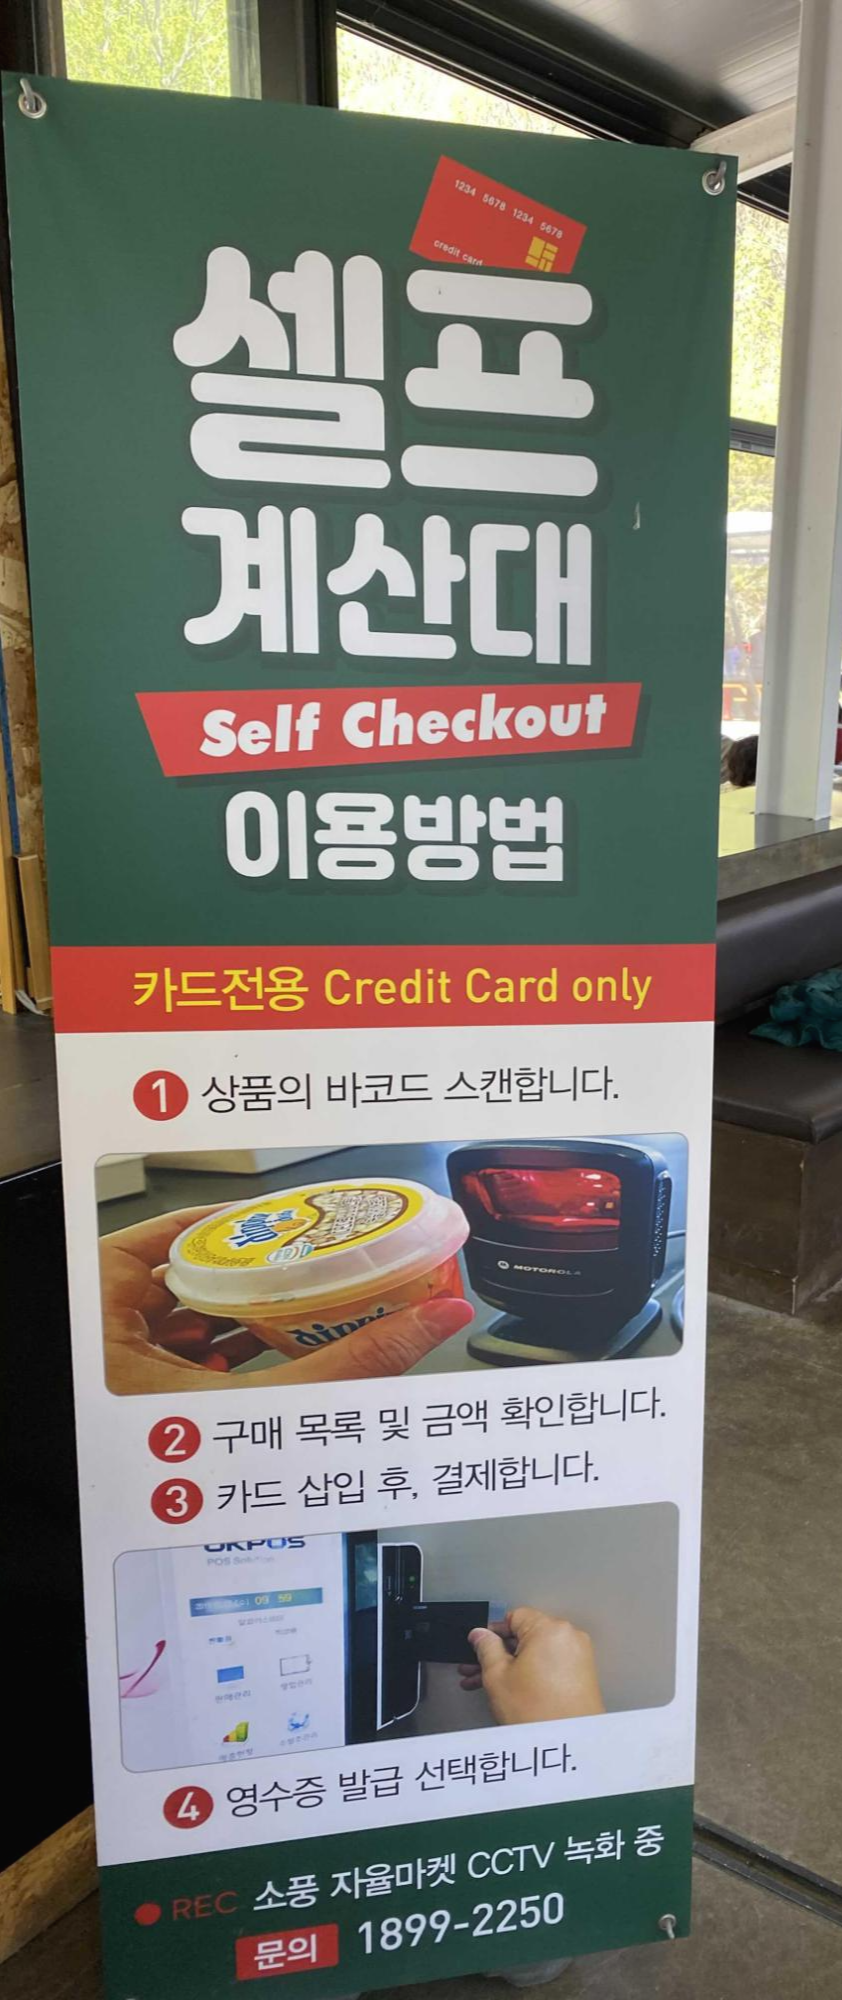 1234 5678 1234 5678
credit card
셀프
계산대
Self Checkout
이용방법
카드전용 Credit Card only
1 상품의 바코드 스캔합니다.
MOTOROLA
2 구매 목록 및 금액 확인합니다.
3 카드 삽입 후, 결제합니다.
OKPOS
09 59
4 영수증 발급 선택합니다.
REC 소풍 자율마켓 CCTV 녹화 중
문의 1899-2250